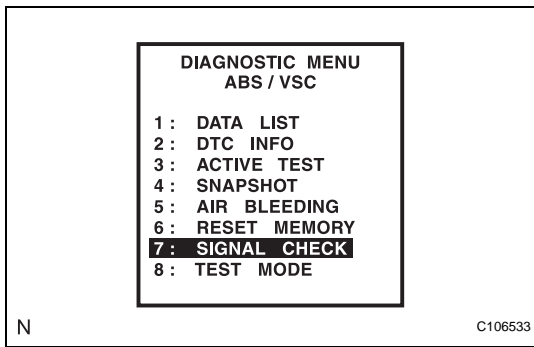 DIAGNOSTIC MENU
ABS / VSC
1 : DATA LIST
2 : DTC INFO
3 : ACTIVE TEST
4 : SNAPSHOT
5 : AIR BLEEDING
6 : RESET MEMORY
7 : SIGNAL CHECK
8 : TEST MODE
N
C106533